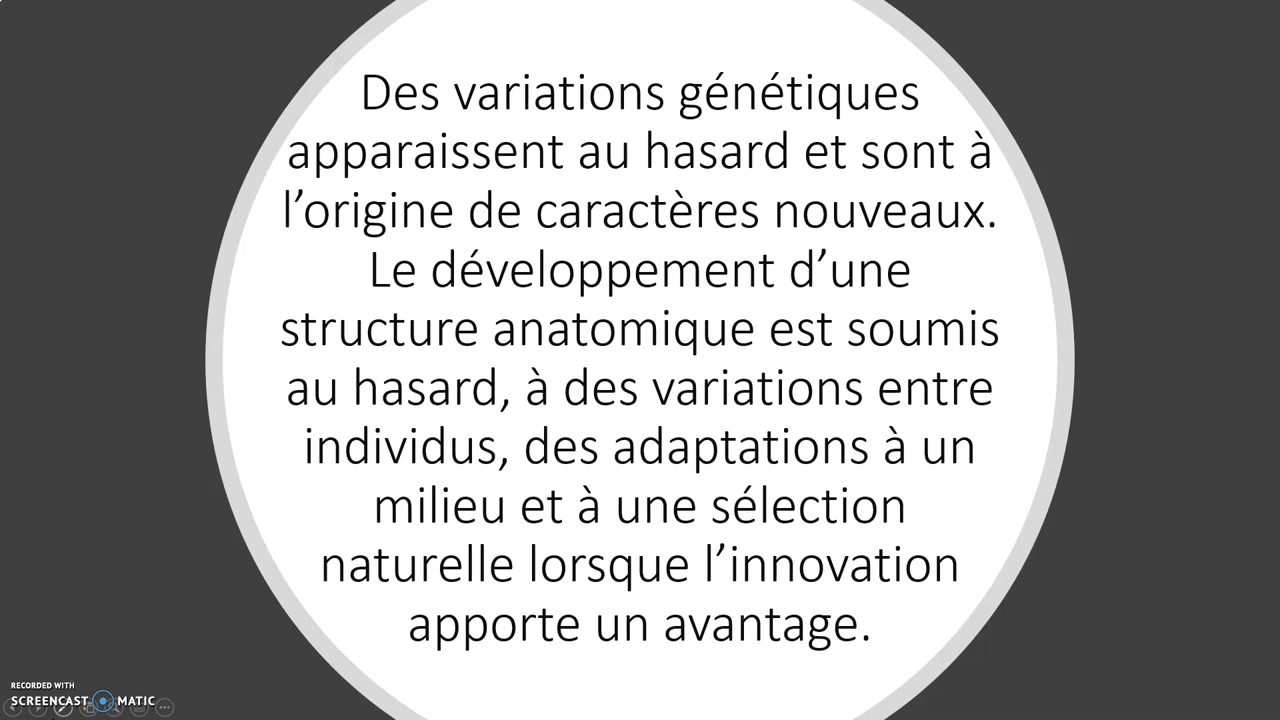 Des variations génétiques
apparaissent au hasard et sont à
l’origine de caractères nouveaux.
Le développement d’une
structure anatomique est soumis
au hasard, à des variations entre
individus, des adaptations à un
milieu et à une sélection
naturelle lorsque l’innovation
apporte un avantage.
RECORDED WITH
SCREENCAST MATIC